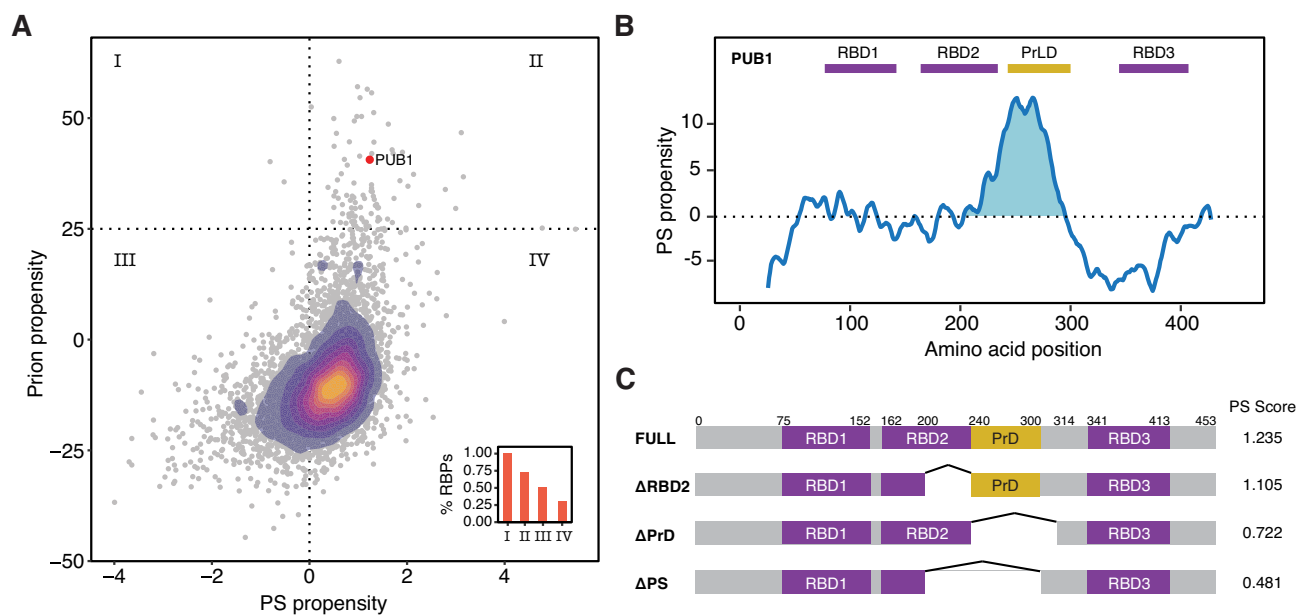 A
I
II
50
PUB1
25
III
IV
0
−25
−50
Prion propensity
−4
−2
0
2
4
PS propensity
% RBPs
1.00
0.75
0.50
0.25
0.00
I II III IV
B
PUB1
RBD1
RBD2
PrLD
RBD3
PS propensity
10
5
0
-5
0
100
200
300
400
Amino acid position
C
PS Score
0 75 152 162 200 240 300 314 341 413 453
FULL RBD1 RBD2 PrD RBD3 1.235
ΔRBD2 RBD1 PrD RBD3 1.105
ΔPrD RBD1 RBD2 RBD3 0.722
ΔPS RBD1 RBD3 0.481